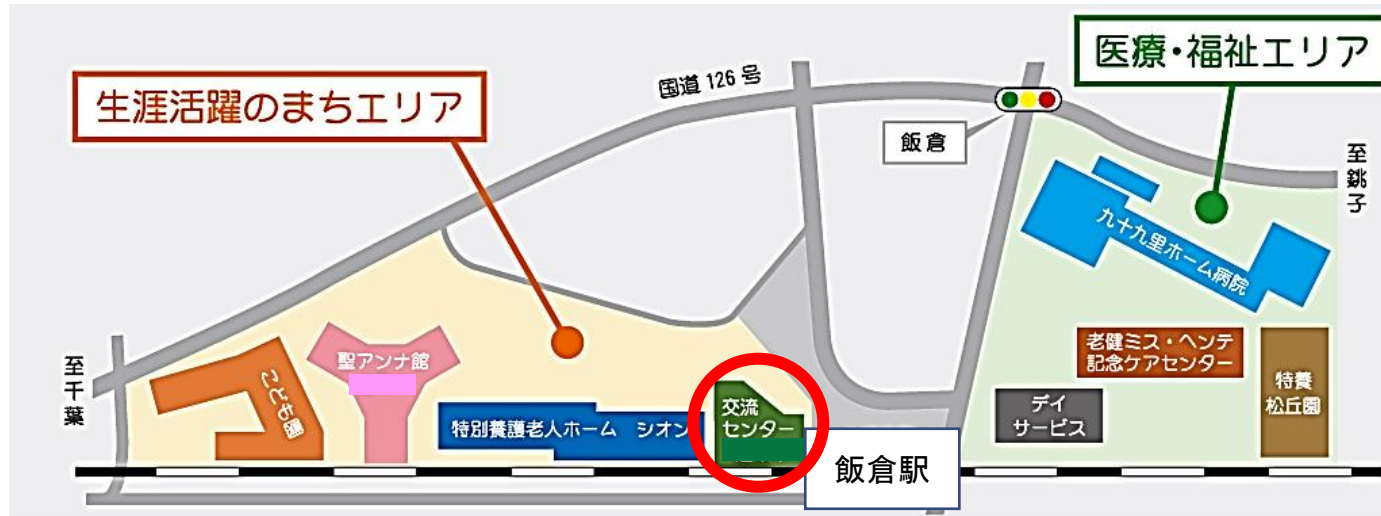 医療・福祉エリア
生涯活躍のまちエリア
国道126号
飯倉
至銚子
九十九里ホーム病院
聖アンナ館
こども園
至千葉
老健ミス・ヘンテ
記念ケアセンター
特養
松丘園
デイ
サービス
特別養護老人ホーム シオン
交流
センター
飯倉駅